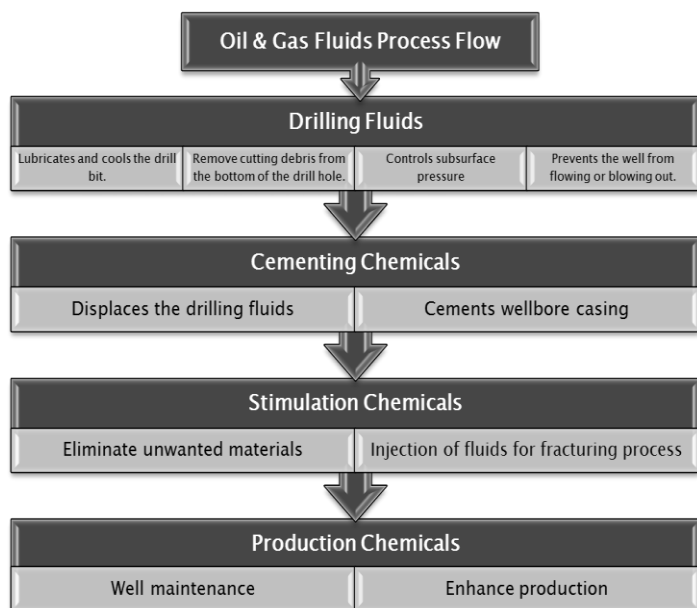 Oil & Gas Fluids Process Flow
Drilling Fluids
Lubricates and cools the drill
bit.
Remove cutting debris from
the bottom of the drill hole.
Controls subsurface
pressure
Prevents the well from
flowing or blowing out.
Cementing Chemicals
Displaces the drilling fluids
Cements wellbore casing
Stimulation Chemicals
Eliminate unwanted materials
Injection of fluids for fracturing process
Production Chemicals
Well maintenance
Enhance production